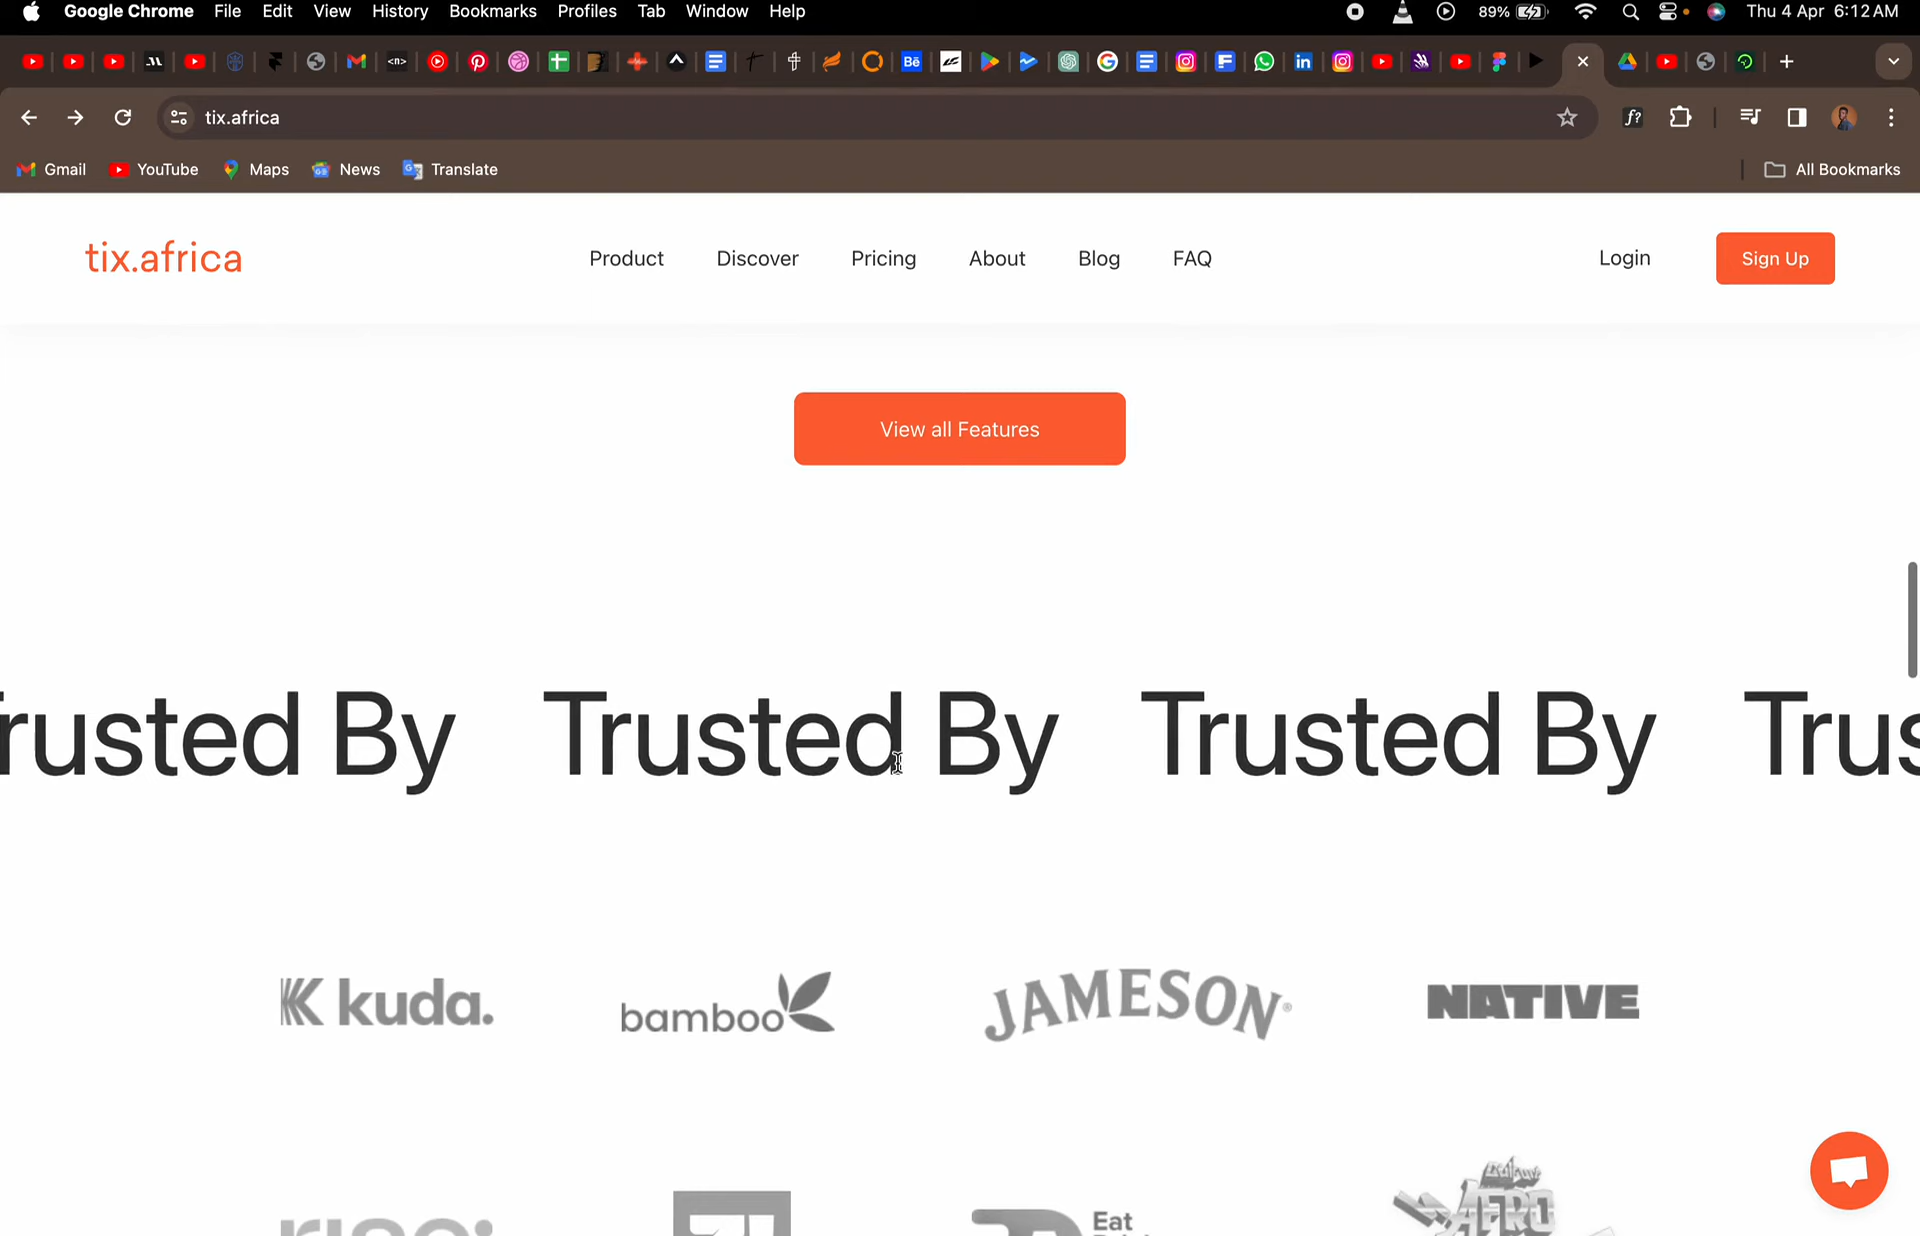 Google Chrome File Edit View History Bookmarks Profiles Tab Window Help 89% Thu 4 Apr 6:12 AM
tix.africa
Gmail YouTube Maps News Translate All Bookmarks
tix.africa Product Discover Pricing About Blog FAQ Login Sign Up
View all Features
rusted By Trusted By Trusted By Trus
kuda. bamboo JAMESON® NATIVE
Eat
AFRO